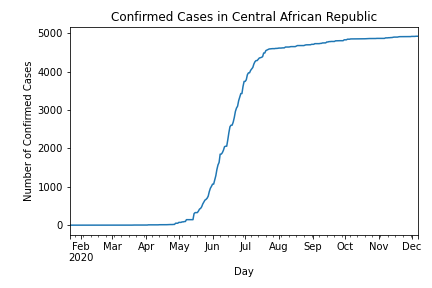 Confirmed Cases in Central African Republic
Number of Confirmed Cases
5000
4000
3000
2000
1000
0
Feb Mar Apr May Jun Jul Aug Sep Oct Nov Dec
2020
Day